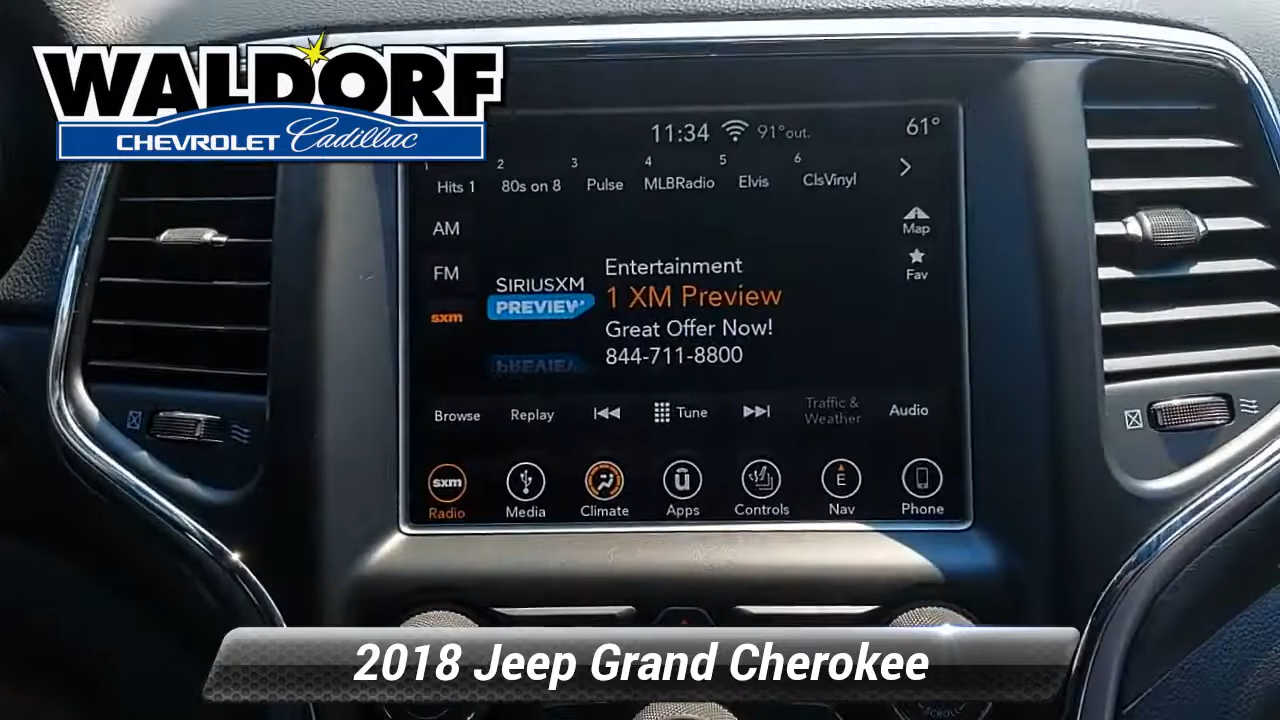 WALDORF
CHEVROLET Cadillac
11:34 91°out. 61°
1 2 3 4 5 6
Hits 1 80s on 8 Pulse MLBRadio Elvis ClsVinyl
AM
Map
FM
Fav
sxm
SIRIUSXM
PREVIEW
Entertainment
1 XM Preview
Great Offer Now!
844-711-8800
Browse Replay Tune Traffic & Weather Audio
sxm E
Radio Media Climate Apps Controls Nav Phone
2018 Jeep Grand Cherokee
SCROLL